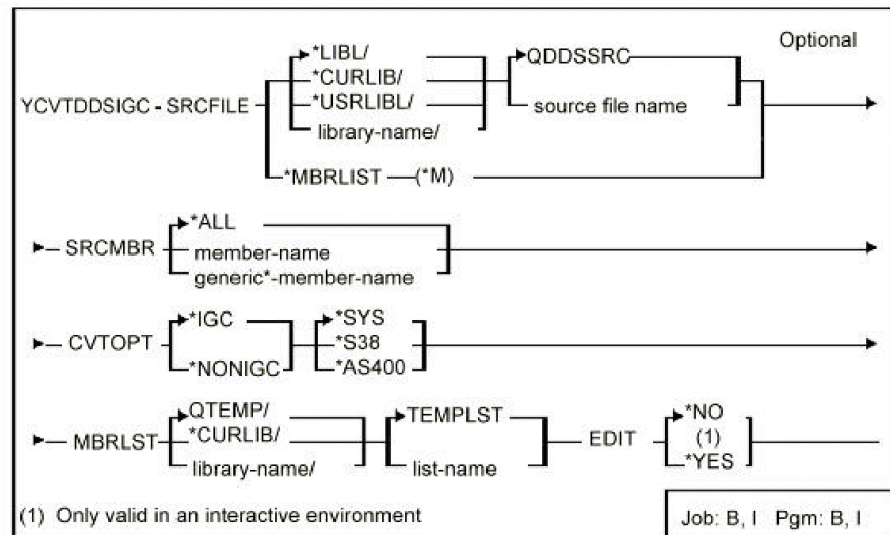 Optional
YCVTDDSIGC - SRCFILE
*LIBL/
*CURLIB/
*USRLIBL/
library-name/
QDDSSRC
source file name
*MBRLIST (*M)
SRCMBR
*ALL
member-name
generic*-member-name
CVTOPT
*IGC
*NONIGC
*SYS
*S38
*AS400
MBRLST
QTEMP/
*CURLIB/
library-name/
TEMPLST
list-name
EDIT
*NO
(1)
*YES
(1) Only valid in an interactive environment
Job: B, I Pgm: B, I